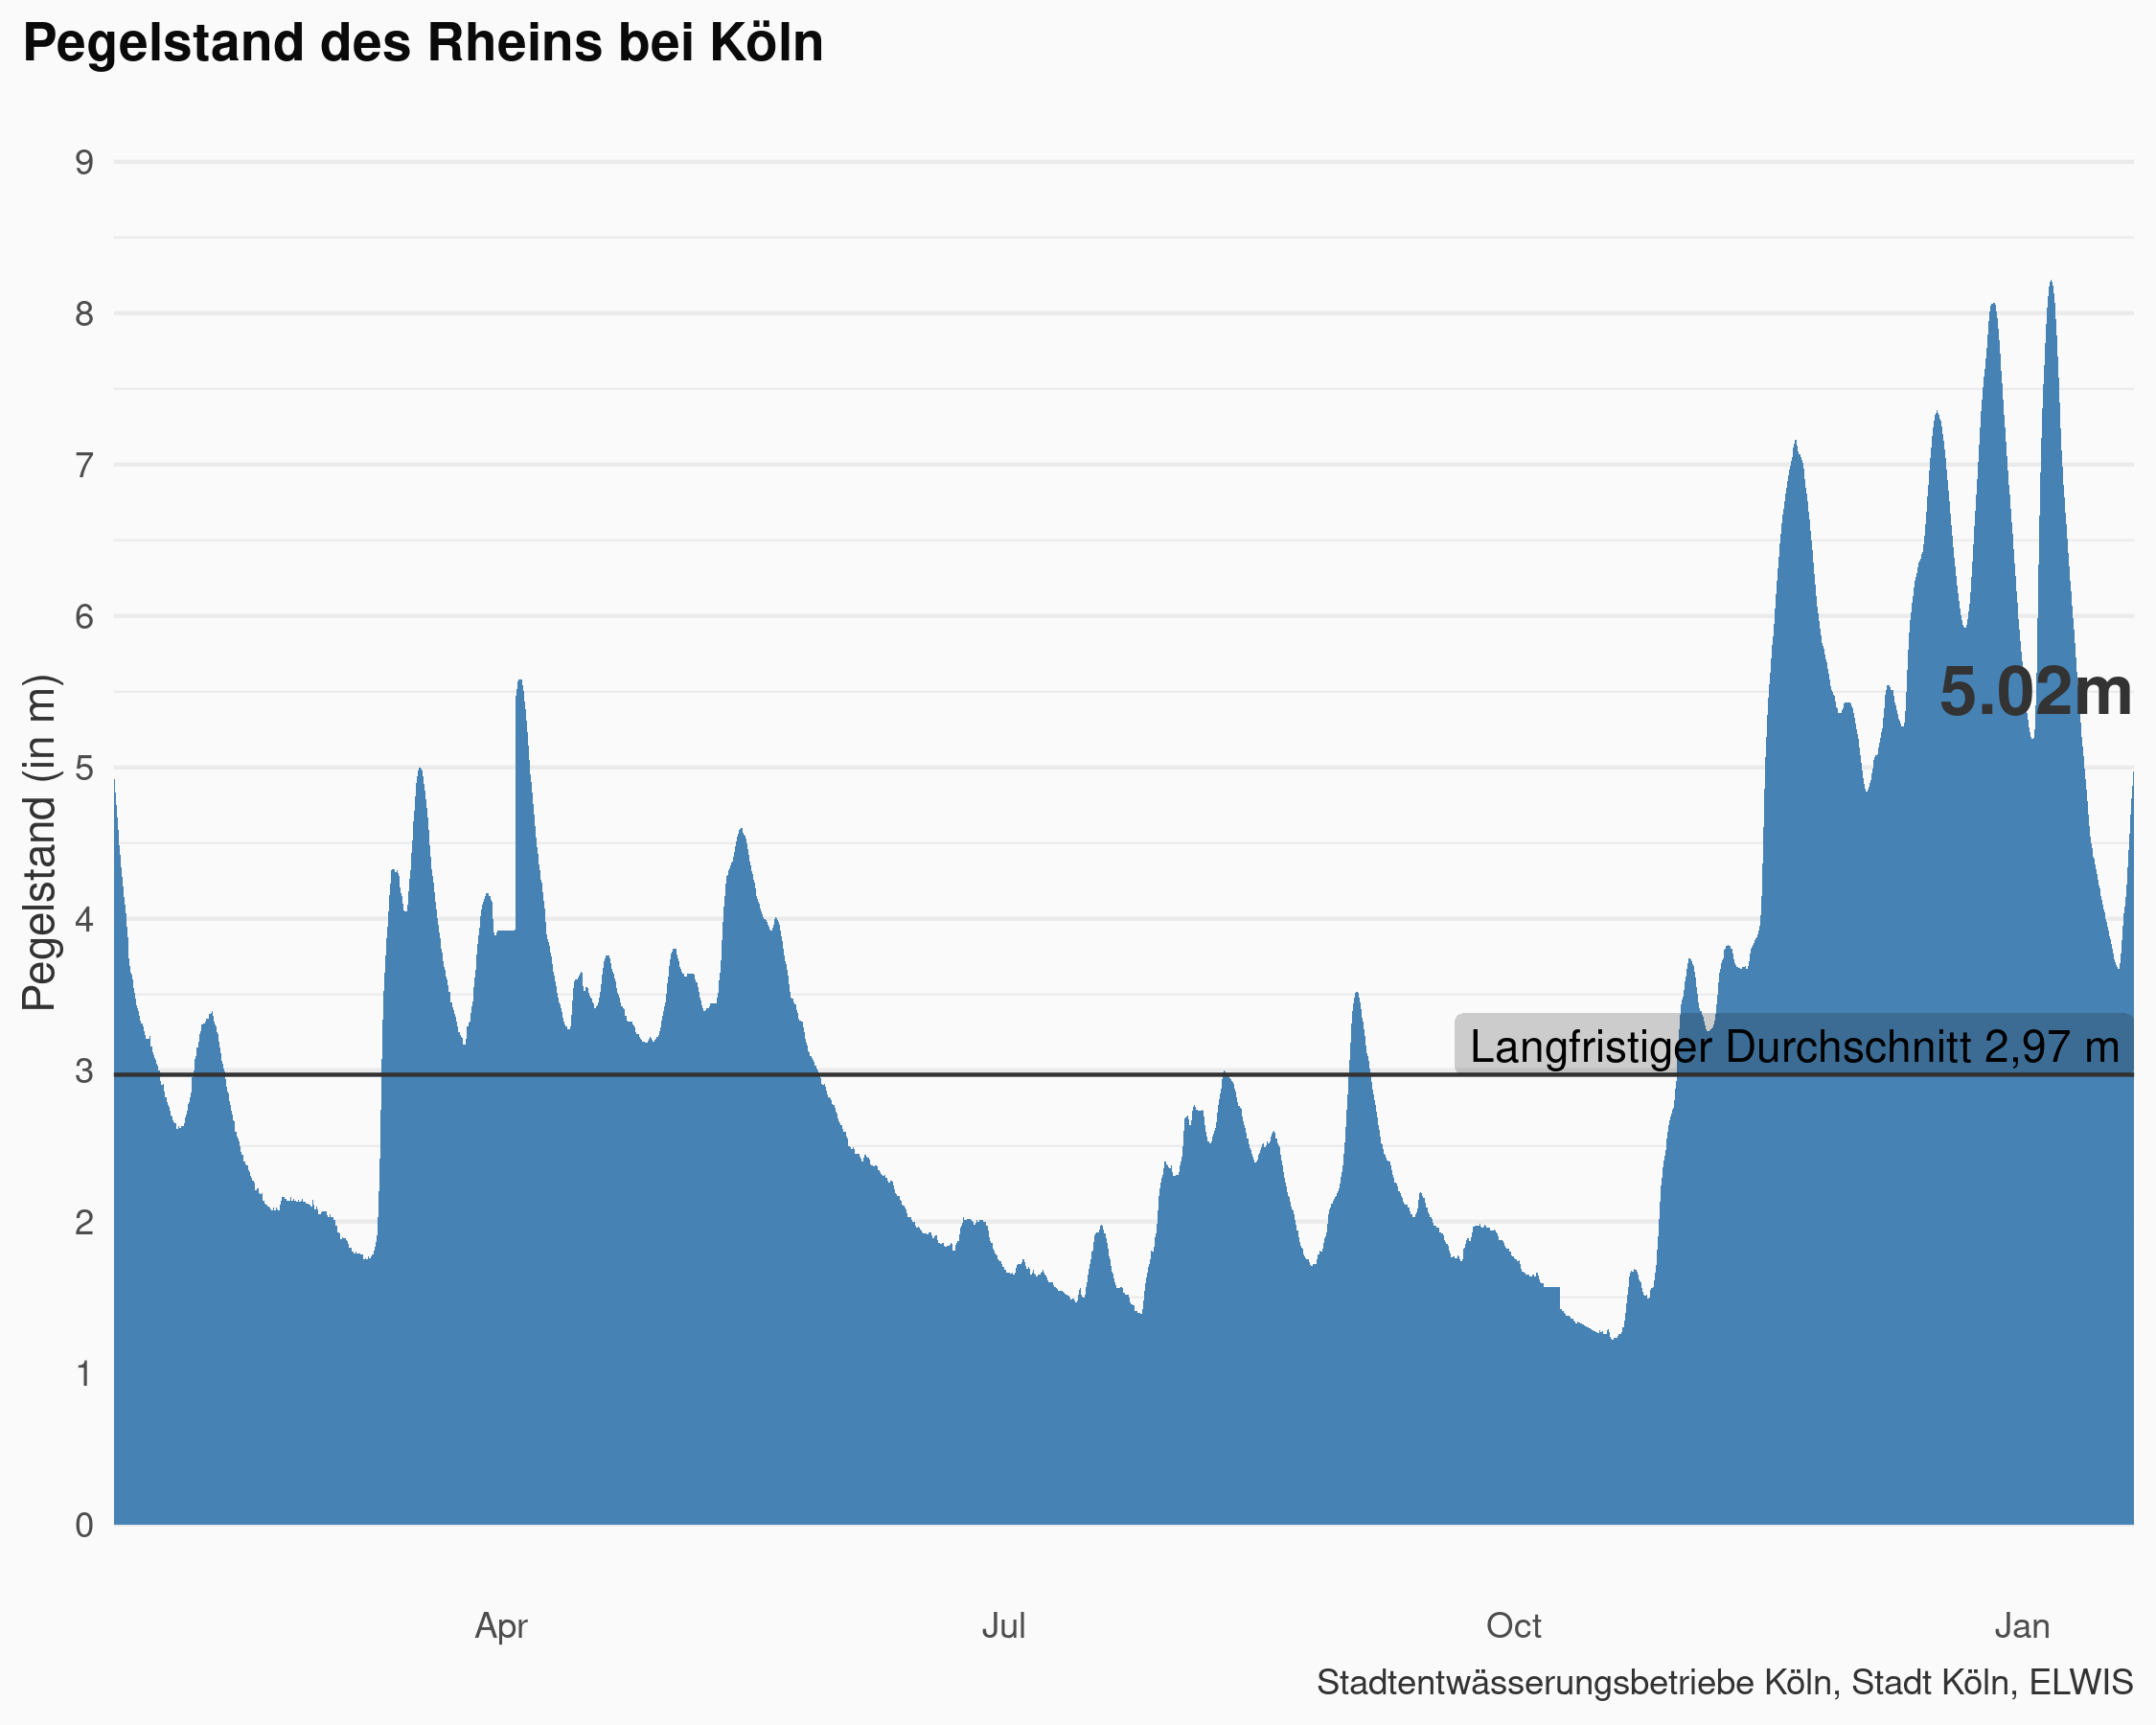 Pegelstand des Rheins bei Köln
Pegelstand (in m)
9
8
7
6
5
4
3
2
1
0
5.02m
Langfristiger Durchschnitt 2,97 m
Apr Jul Oct Jan
Stadtentwässerungsbetriebe Köln, Stadt Köln, ELWIS